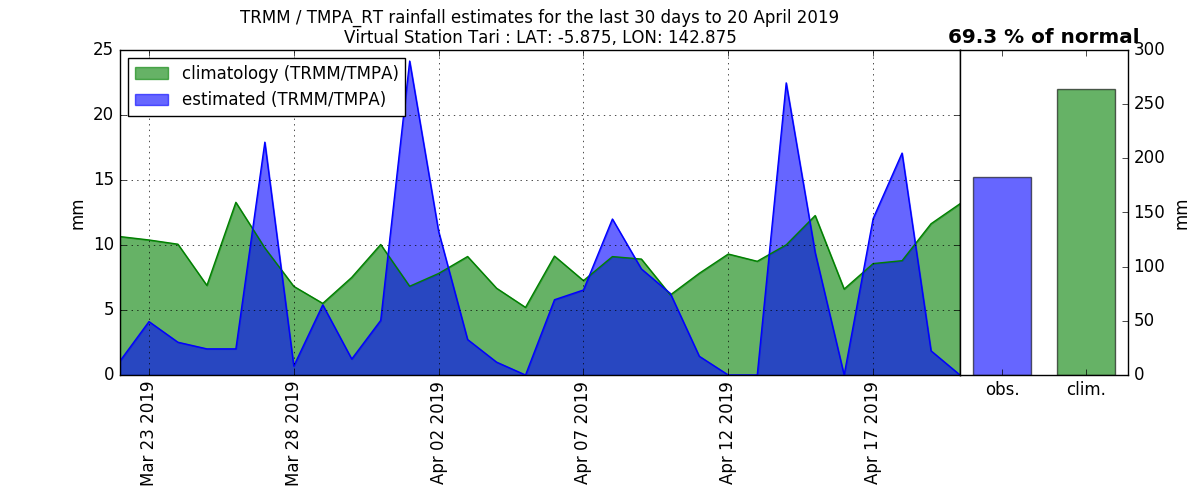 TRMM / TMPA_RT rainfall estimates for the last 30 days to 20 April 2019
Virtual Station Tari : LAT: -5.875, LON: 142.875
69.3 % of normal
climatology (TRMM/TMPA)
estimated (TRMM/TMPA)
25
20
15
10
5
0
mm
Mar 23 2019
Mar 28 2019
Apr 02 2019
Apr 07 2019
Apr 12 2019
Apr 17 2019
obs.
clim.
300
250
200
150
100
50
0
mm